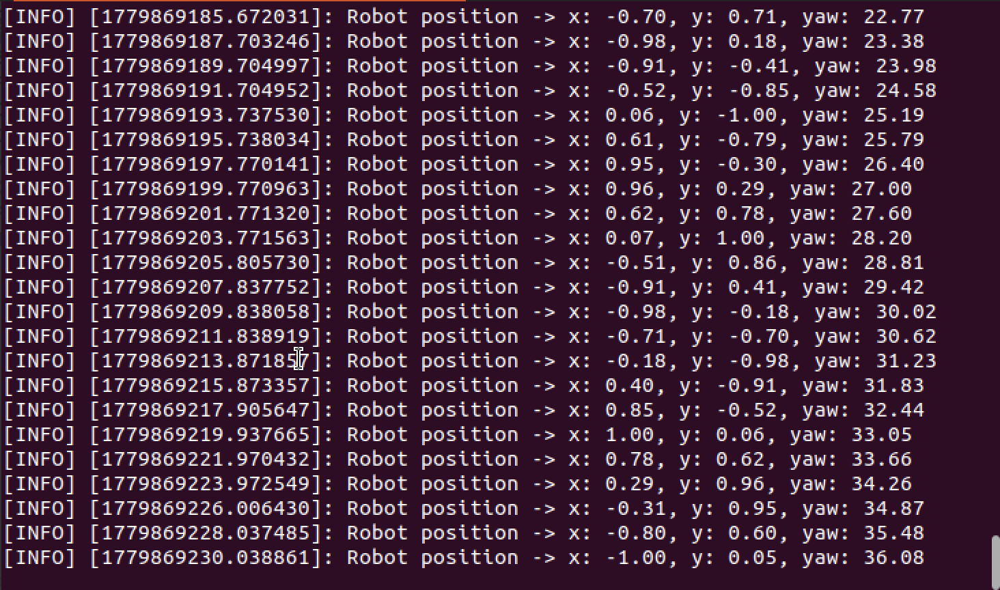 [INFO] [1779869185.672031]: Robot position -> x: -0.70, y: 0.71, yaw: 22.77
[INFO] [1779869187.703246]: Robot position -> x: -0.98, y: 0.18, yaw: 23.38
[INFO] [1779869189.704997]: Robot position -> x: -0.91, y: -0.41, yaw: 23.98
[INFO] [1779869191.704952]: Robot position -> x: -0.52, y: -0.85, yaw: 24.58
[INFO] [1779869193.737530]: Robot position -> x: 0.06, y: -1.00, yaw: 25.19
[INFO] [1779869195.738034]: Robot position -> x: 0.61, y: -0.79, yaw: 25.79
[INFO] [1779869197.770141]: Robot position -> x: 0.95, y: -0.30, yaw: 26.40
[INFO] [1779869199.770963]: Robot position -> x: 0.96, y: 0.29, yaw: 27.00
[INFO] [1779869201.771320]: Robot position -> x: 0.62, y: 0.78, yaw: 27.60
[INFO] [1779869203.771563]: Robot position -> x: 0.07, y: 1.00, yaw: 28.20
[INFO] [1779869205.805730]: Robot position -> x: -0.51, y: 0.86, yaw: 28.81
[INFO] [1779869207.837752]: Robot position -> x: -0.91, y: 0.41, yaw: 29.42
[INFO] [1779869209.838058]: Robot position -> x: -0.98, y: -0.18, yaw: 30.02
[INFO] [1779869211.838919]: Robot position -> x: -0.71, y: -0.70, yaw: 30.62
[INFO] [1779869213.871857]: Robot position -> x: -0.18, y: -0.98, yaw: 31.23
[INFO] [1779869215.873357]: Robot position -> x: 0.40, y: -0.91, yaw: 31.83
[INFO] [1779869217.905647]: Robot position -> x: 0.85, y: -0.52, yaw: 32.44
[INFO] [1779869219.937665]: Robot position -> x: 1.00, y: 0.06, yaw: 33.05
[INFO] [1779869221.970432]: Robot position -> x: 0.78, y: 0.62, yaw: 33.66
[INFO] [1779869223.972549]: Robot position -> x: 0.29, y: 0.96, yaw: 34.26
[INFO] [1779869226.006430]: Robot position -> x: -0.31, y: 0.95, yaw: 34.87
[INFO] [1779869228.037485]: Robot position -> x: -0.80, y: 0.60, yaw: 35.48
[INFO] [1779869230.038861]: Robot position -> x: -1.00, y: 0.05, yaw: 36.08